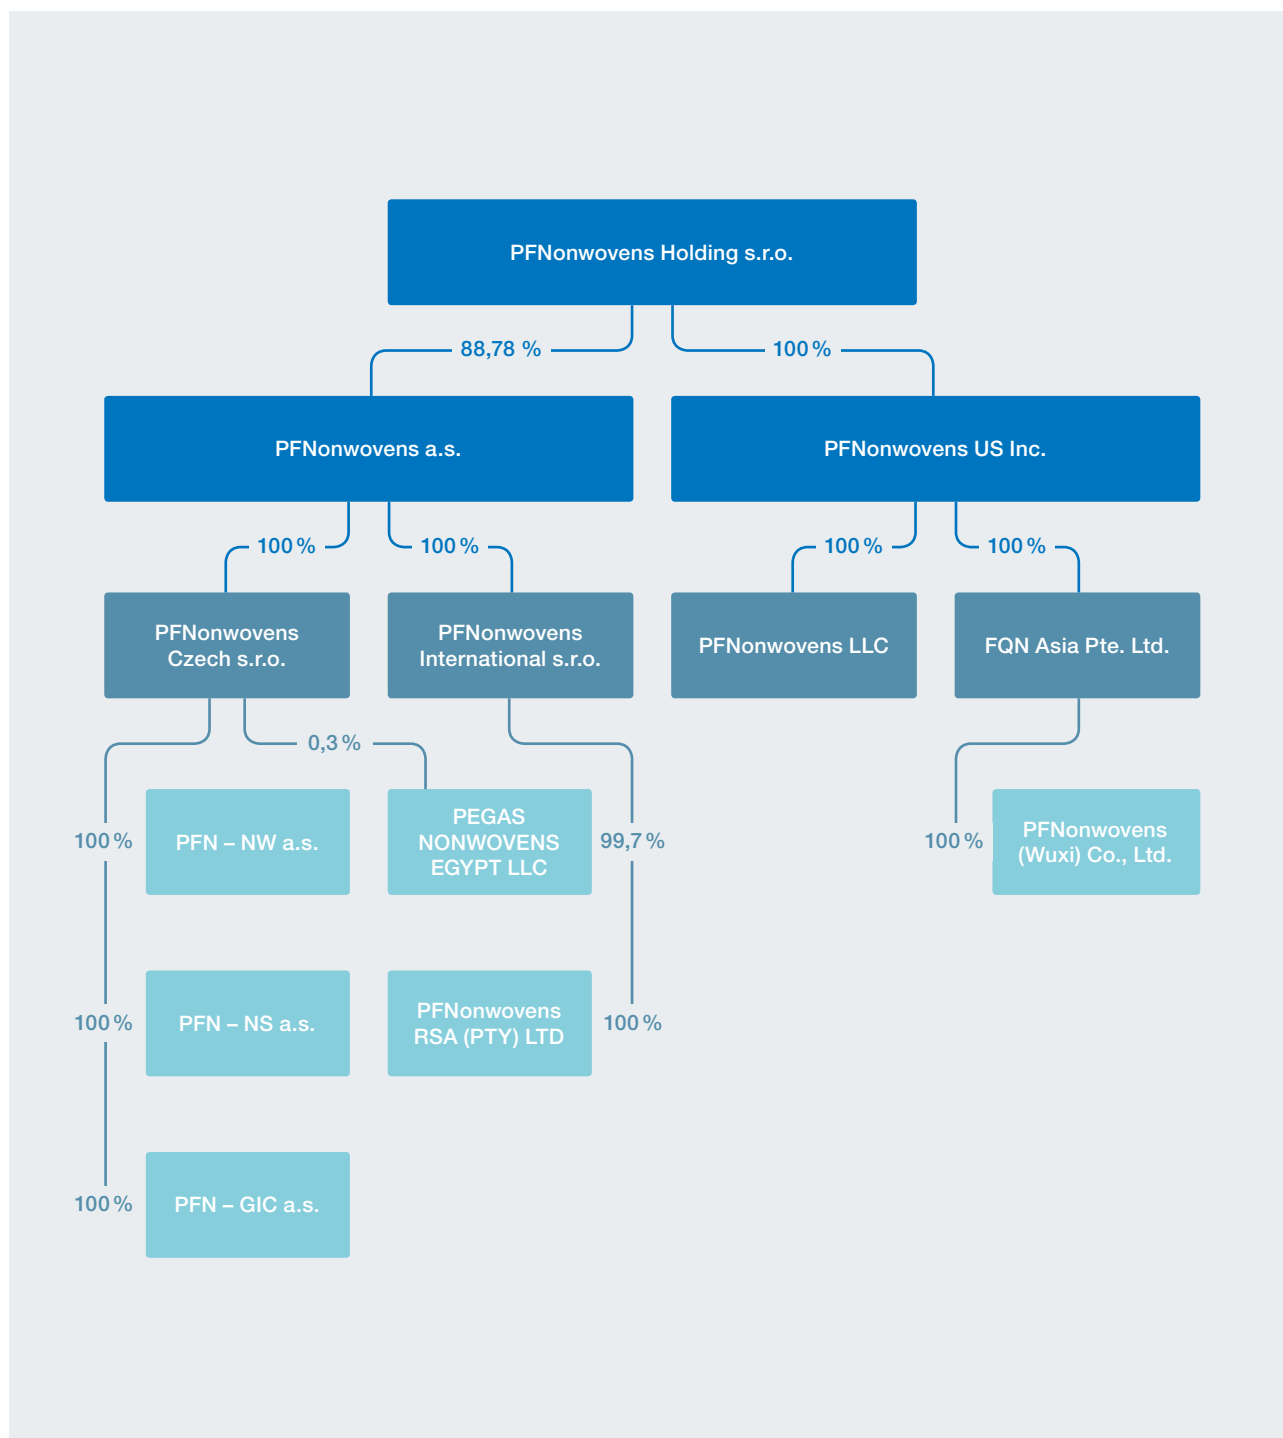 PFNonwovens Holding s.r.o.
88,78 %
100 %
PFNonwovens a.s.
PFNonwovens US Inc.
100 %
100 %
100 %
100 %
PFNonwovens
Czech s.r.o.
PFNonwovens
International s.r.o.
PFNonwovens LLC
FQN Asia Pte. Ltd.
0,3 %
100 %
PFN – NW a.s.
PEGAS
NONWOVENS
EGYPT LLC
99,7 %
100 %
PFNonwovens
(Wuxi) Co., Ltd.
100 %
PFN – NS a.s.
PFNonwovens
RSA (PTY) LTD
100 %
100 %
PFN – GIC a.s.